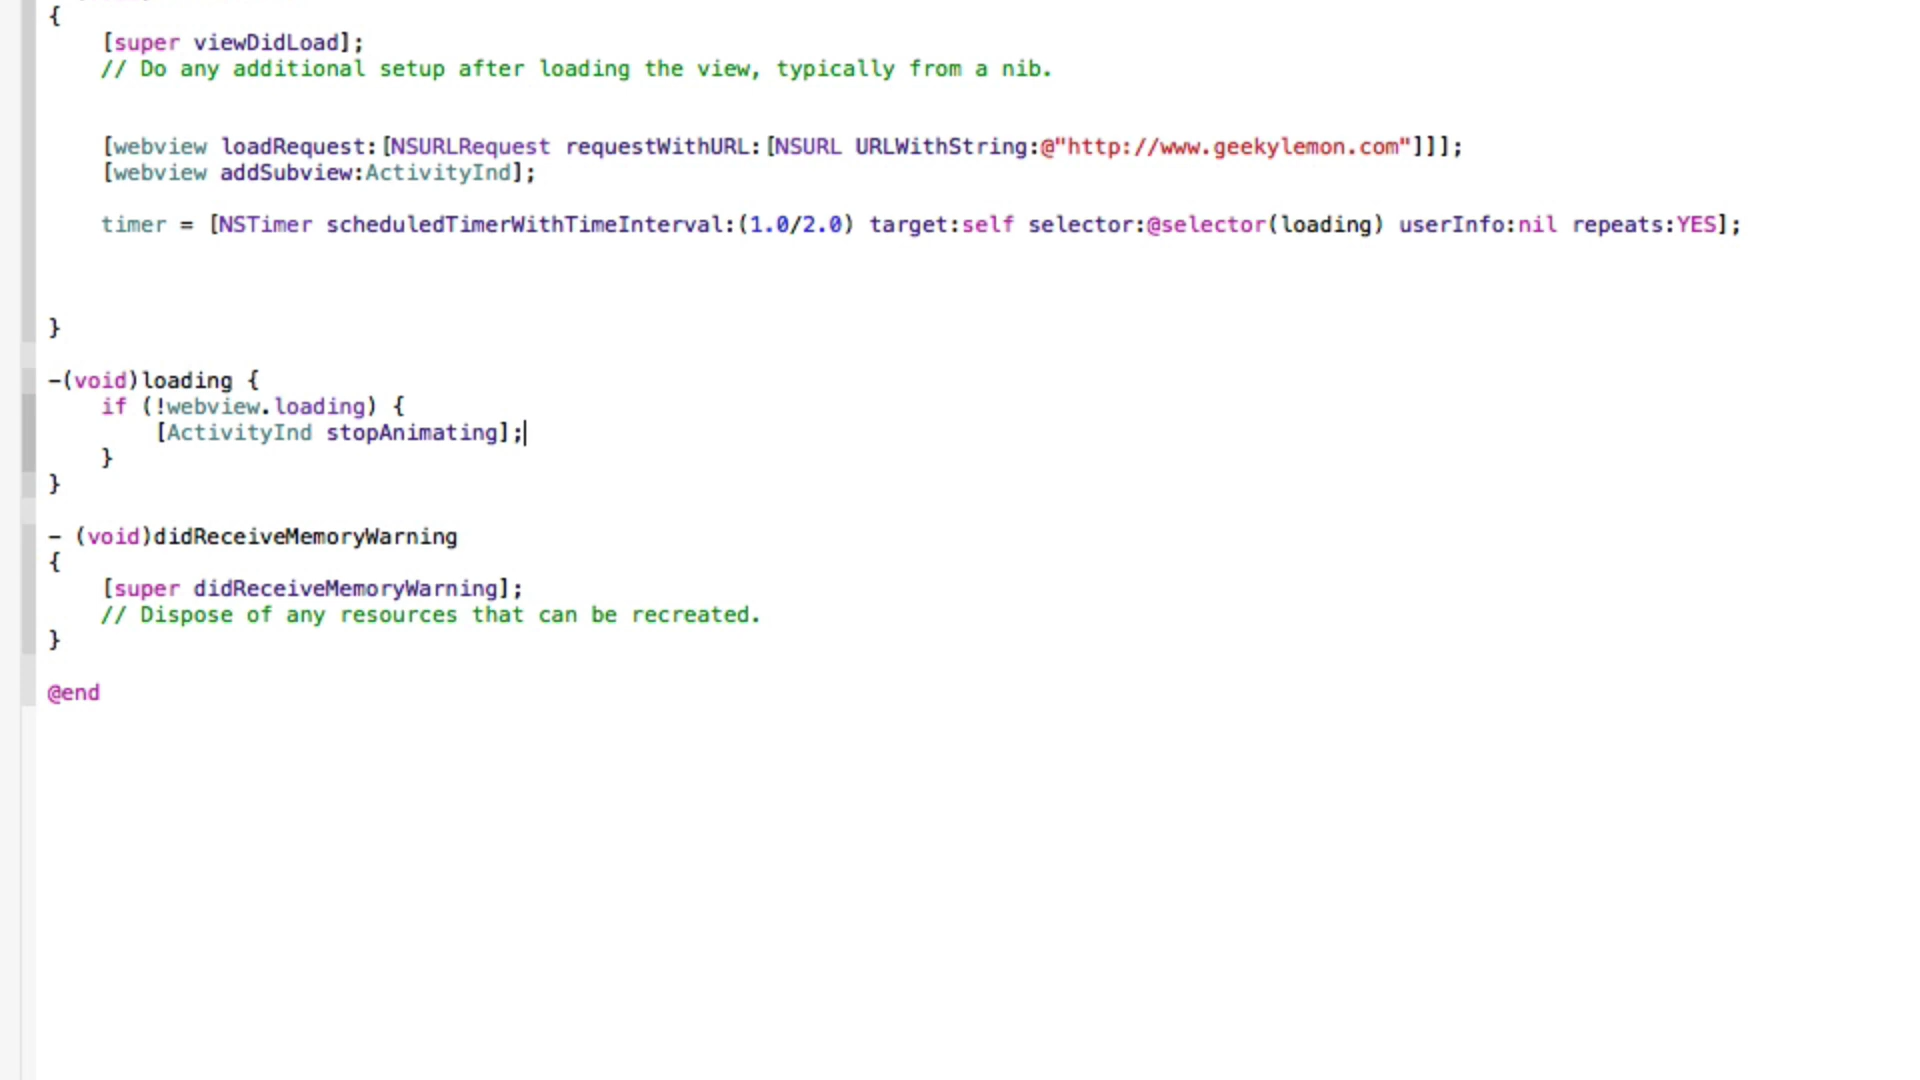 {
[super viewDidLoad];
// Do any additional setup after loading the view, typically from a nib.
[webview loadRequest:[NSURLRequest requestWithURL:[NSURL URLWithString:@"http://www.geekylemon.com"]]];
[webview addSubview:ActivityInd];
timer = [NSTimer scheduledTimerWithTimeInterval:(1.0/2.0) target:self selector:@selector(loading) userInfo:nil repeats:YES];
}
-(void)loading {
if (!webview.loading) {
[ActivityInd stopAnimating];
}
}
- (void)didReceiveMemoryWarning
{
[super didReceiveMemoryWarning];
// Dispose of any resources that can be recreated.
}
@end